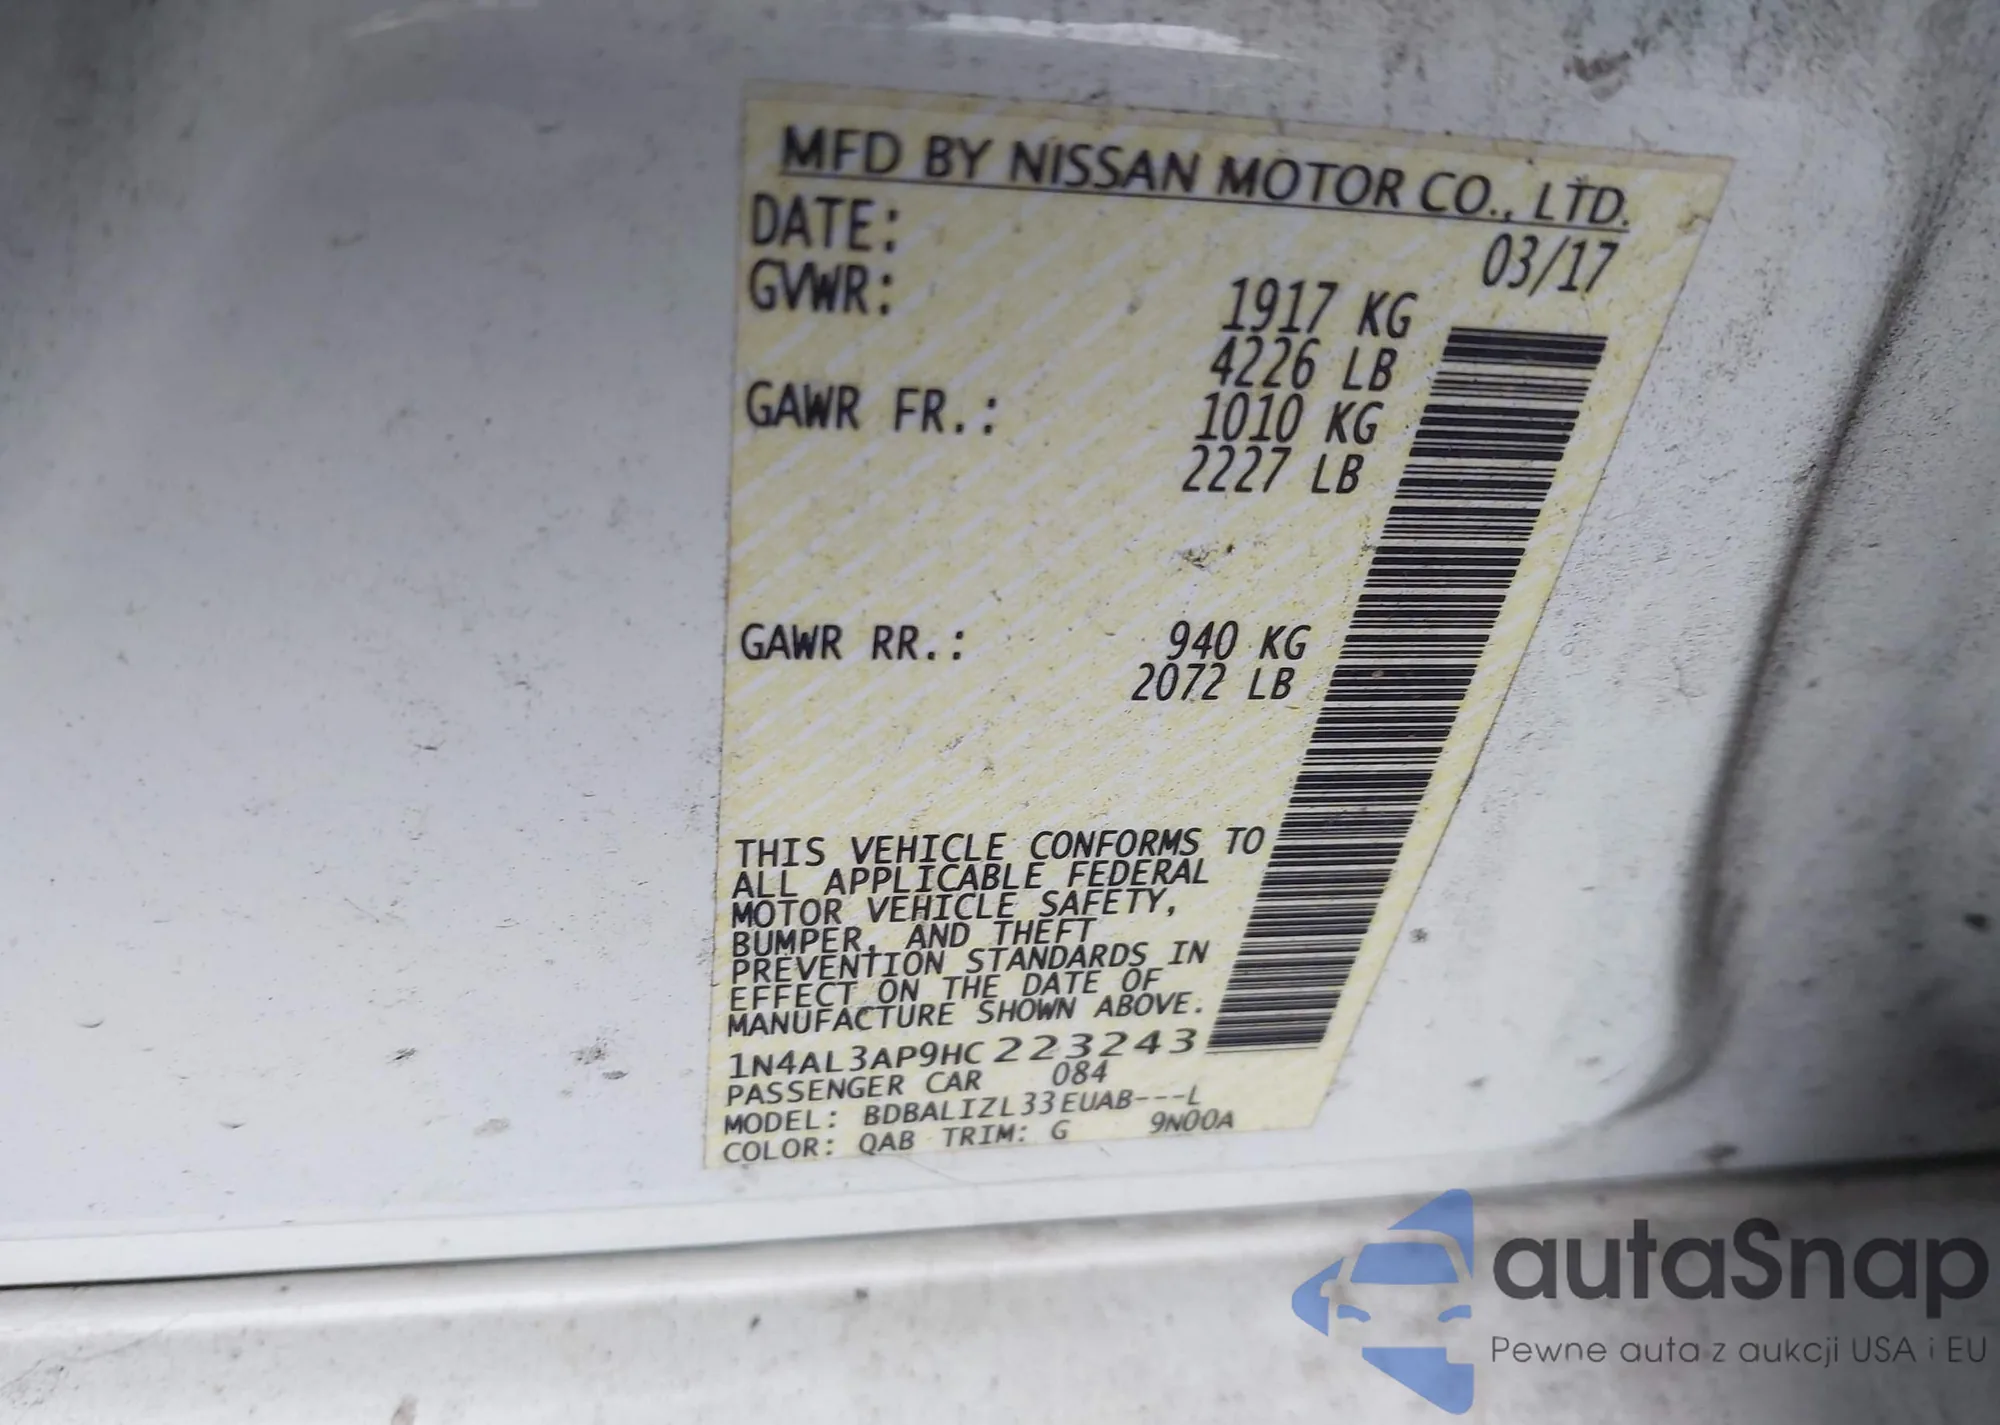 MFD BY NISSAN MOTOR CO., LTD.
DATE: 03/17
GVWR: 1917 KG
4226 LB
GAWR FR.: 1010 KG
2227 LB
GAWR RR.: 940 KG
2072 LB
THIS VEHICLE CONFORMS TO
ALL APPLICABLE FEDERAL
MOTOR VEHICLE SAFETY,
BUMPER, AND THEFT
PREVENTION STANDARDS IN
EFFECT ON THE DATE OF
MANUFACTURE SHOWN ABOVE.
1N4AL3AP9HC223243
PASSENGER CAR 084
MODEL: BDBALIZL33EUAB---L
COLOR: QAB TRIM: G 9N00A
autaSnap
Pewne auta z aukcji USA i EU